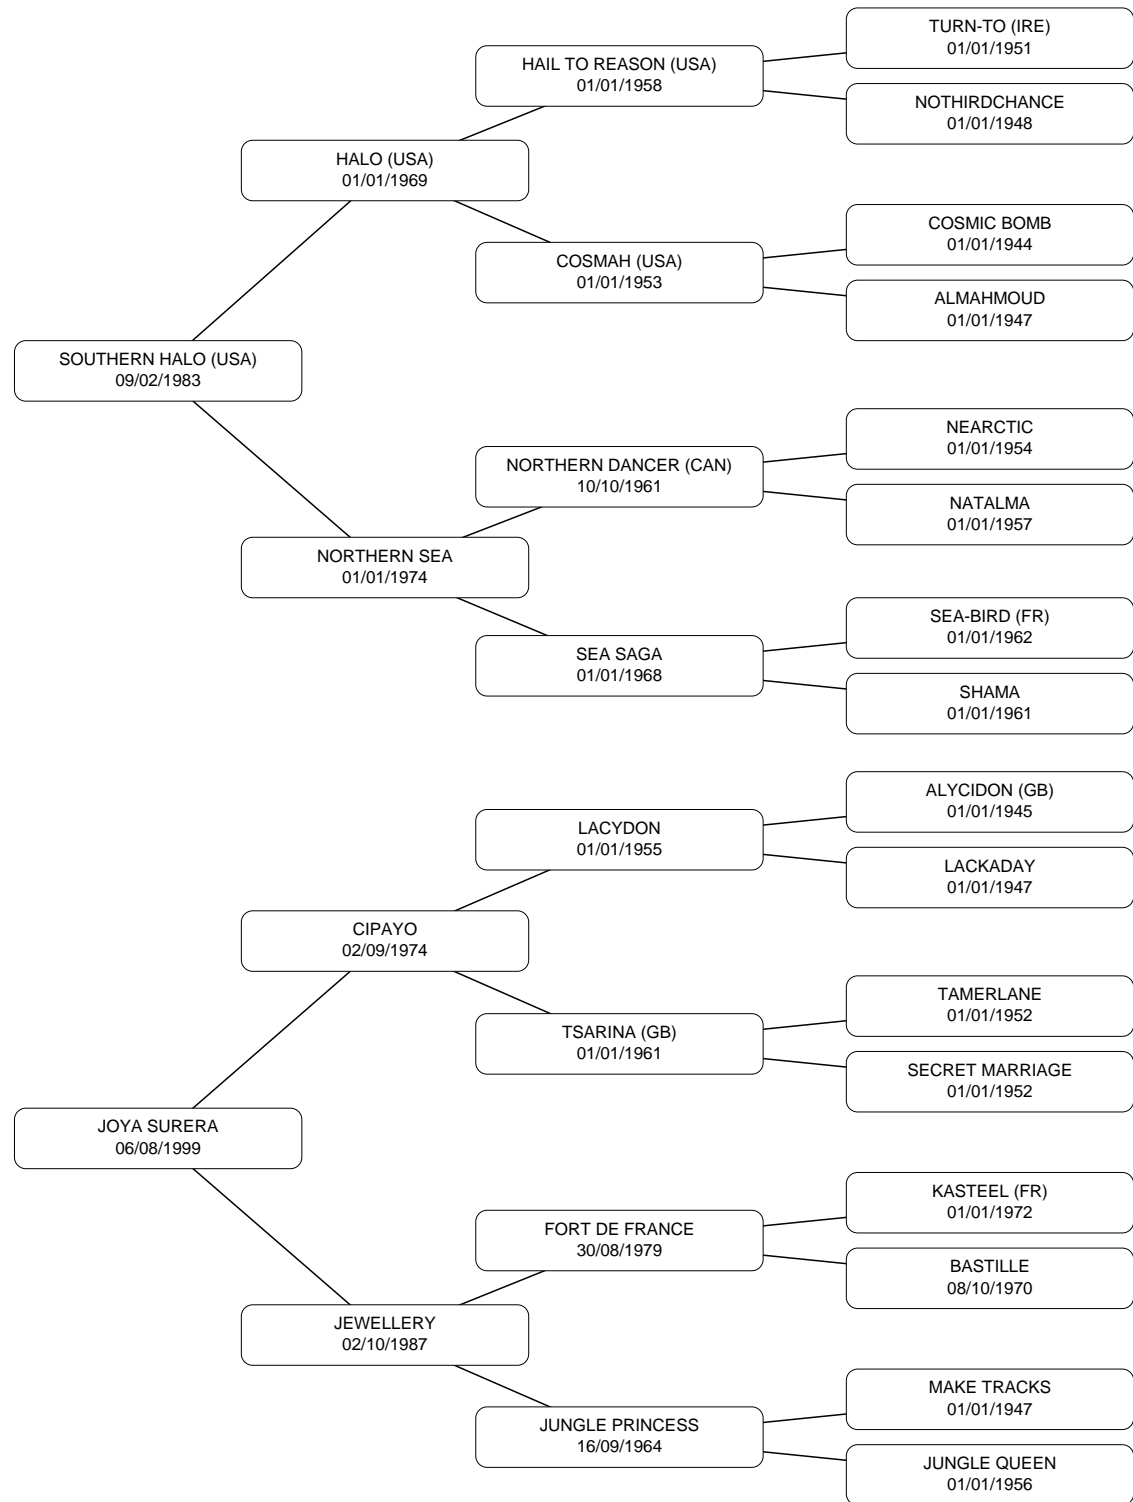 TURN-TO (IRE)
01/01/1951
HAIL TO REASON (USA)
01/01/1958
NOTHIRDCHANCE
01/01/1948
HALO (USA)
01/01/1969
COSMIC BOMB
01/01/1944
COSMAH (USA)
01/01/1953
ALMAHMOUD
01/01/1947
SOUTHERN HALO (USA)
09/02/1983
NEARCTIC
01/01/1954
NORTHERN DANCER (CAN)
10/10/1961
NATALMA
01/01/1957
NORTHERN SEA
01/01/1974
SEA-BIRD (FR)
01/01/1962
SEA SAGA
01/01/1968
SHAMA
01/01/1961
ALYCIDON (GB)
01/01/1945
LACYDON
01/01/1955
LACKADAY
01/01/1947
CIPAYO
02/09/1974
TAMERLANE
01/01/1952
TSARINA (GB)
01/01/1961
SECRET MARRIAGE
01/01/1952
JOYA SURERA
06/08/1999
KASTEEL (FR)
01/01/1972
FORT DE FRANCE
30/08/1979
BASTILLE
08/10/1970
JEWELLERY
02/10/1987
MAKE TRACKS
01/01/1947
JUNGLE PRINCESS
16/09/1964
JUNGLE QUEEN
01/01/1956